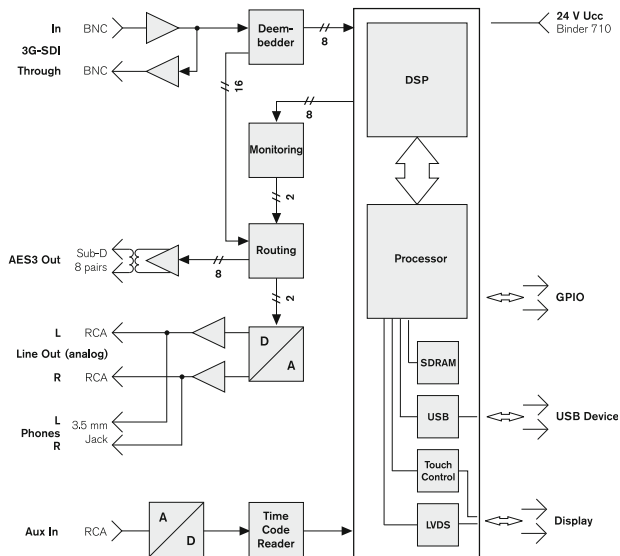 In BNC
3G-SDI
Through BNC
Deem-
bedder
8
16
8
DSP
24 V Ucc
Binder 710
Monitoring
2
AES3 Out Sub-D
8 pairs
8
Routing
2
Processor
GPIO
L RCA
Line Out (analog)
R RCA
D
A
SDRAM
L 3.5 mm
Phones Jack
R
USB
USB Device
Touch
Control
Aux In RCA
A
D
Time
Code
Reader
LVDS
Display